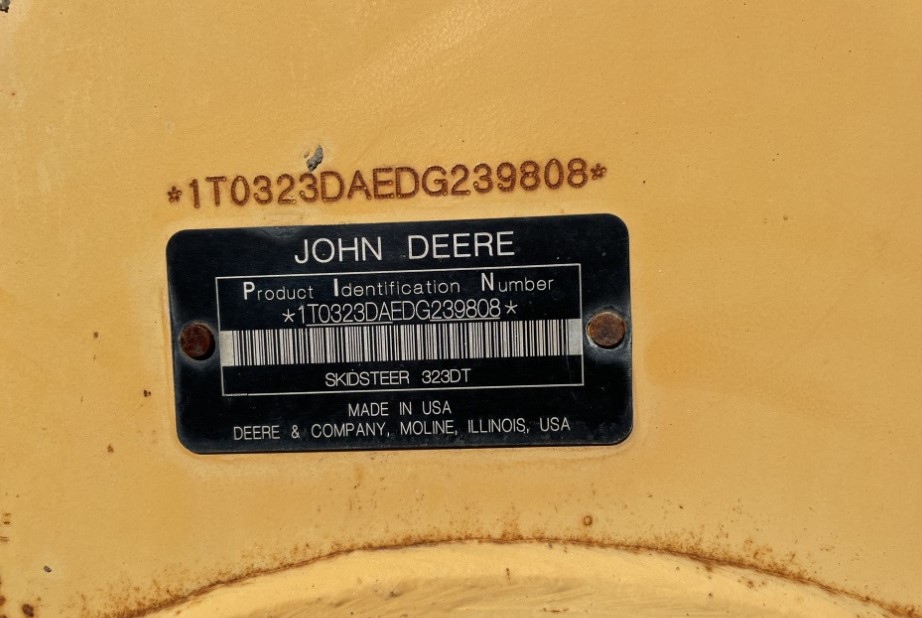 *1T0323DAEDG239808*
JOHN DEERE
Product Identification Number
*1T0323DAEDG239808*
SKIDSTEER 323DT
MADE IN USA
DEERE & COMPANY, MOLINE, ILLINOIS, USA